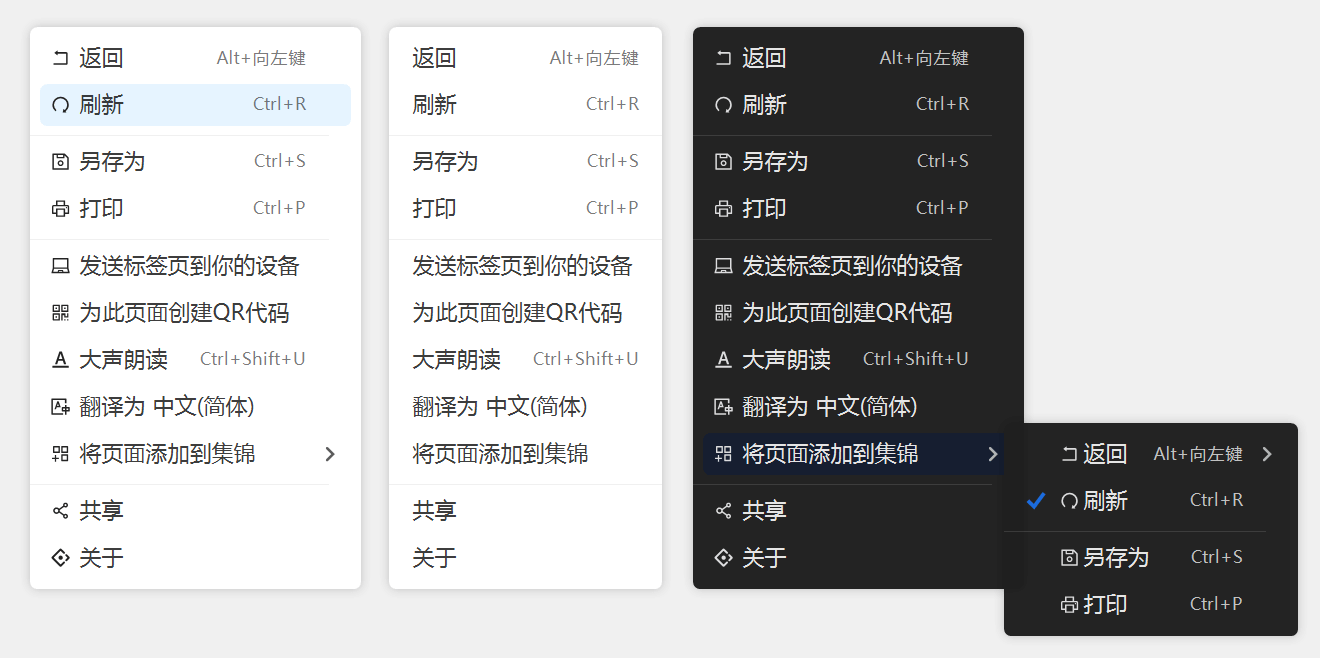 返回 Alt+向左键
刷新 Ctrl+R
另存为 Ctrl+S
打印 Ctrl+P
发送标签页到你的设备
为此页面创建QR代码
大声朗读 Ctrl+Shift+U
翻译为 中文(简体)
将页面添加到集锦
共享
关于
返回 Alt+向左键
刷新 Ctrl+R
另存为 Ctrl+S
打印 Ctrl+P
发送标签页到你的设备
为此页面创建QR代码
大声朗读 Ctrl+Shift+U
翻译为 中文(简体)
将页面添加到集锦
共享
关于
返回 Alt+向左键
刷新 Ctrl+R
另存为 Ctrl+S
打印 Ctrl+P
发送标签页到你的设备
为此页面创建QR代码
大声朗读 Ctrl+Shift+U
翻译为 中文(简体)
将页面添加到集锦
共享
关于
返回 Alt+向左键
刷新 Ctrl+R
另存为 Ctrl+S
打印 Ctrl+P